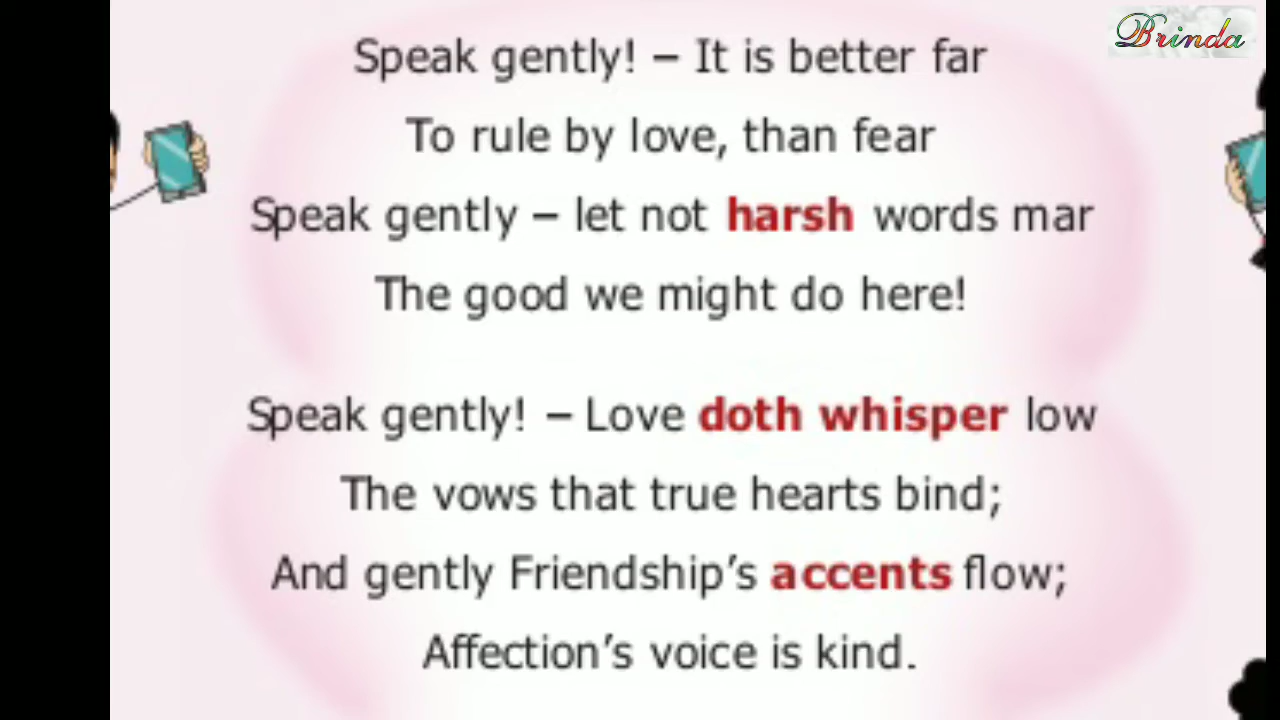 Brinda
Speak gently! – It is better far
To rule by love, than fear
Speak gently – let not harsh words mar
The good we might do here!
Speak gently! – Love doth whisper low
The vows that true hearts bind;
And gently Friendship’s accents flow;
Affection’s voice is kind.